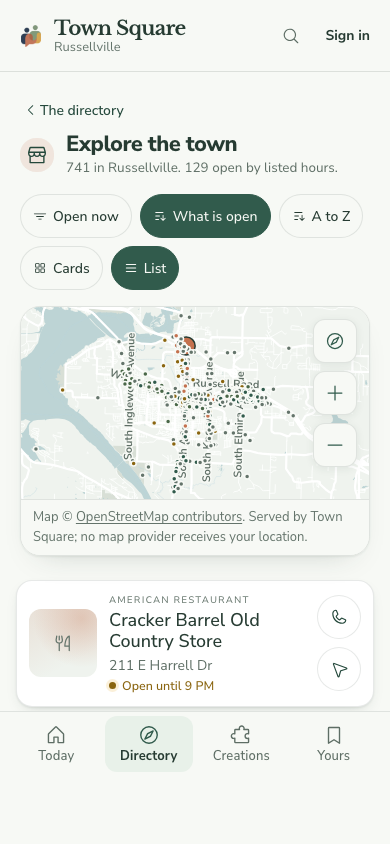 Town Square
Russellville
Sign in
The directory
Explore the town
741 in Russellville. 129 open by listed hours.
Open now
What is open
A to Z
Cards
List
South Inglewood Avenue
Russell Road
South Elmira Avenue
Map © OpenStreetMap contributors. Served by Town
Square; no map provider receives your location.
AMERICAN RESTAURANT
Cracker Barrel Old
Country Store
211 E Harrell Dr
Open until 9 PM
Today
Directory
Creations
Yours